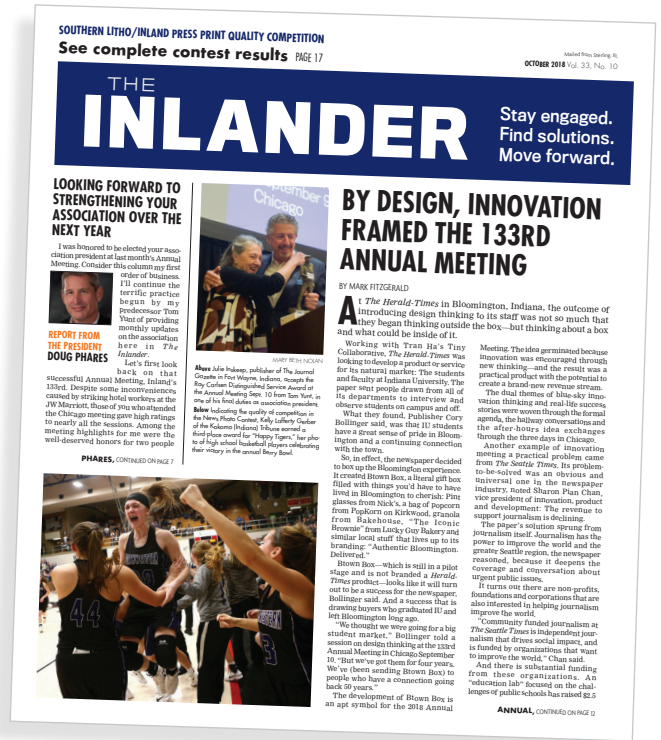 SOUTHERN LITHO/INLAND PRESS PRINT QUALITY COMPETITION
See complete contest results PAGE 17
Mailed from Sterling, IL
OCTOBER 2018 Vol. 33, No. 10
THE
INLANDER
Stay engaged.
Find solutions.
Move forward.
LOOKING FORWARD TO
STRENGTHENING YOUR
ASSOCIATION OVER THE
NEXT YEAR
I was honored to be elected your asso-
ciation president at last month's Annual
Meeting. Consider this column my first
order of business.
I'll continue the
terrific practice
begun by my
predecessor Tom
Yunt of providing
monthly updates
on the association
here in The
Inlander.
Let's first look
back on that
REPORT FROM
THE PRESIDENT
DOUG PHARES
successful Annual Meeting, Inland's
133rd. Despite some inconveniences
caused by striking hotel workers at the
JW Marriott, those of you who attended
the Chicago meeting gave high ratings
to nearly all the sessions. Among the
meeting highlights for me were the
well-deserved honors for two people
PHARES, CONTINUED ON PAGE 7
ptember 9
Chicago
MARY BETH NOLAN
Above Julie Inskeep, publisher of The Journal
Gazette in Fort Wayne, Indiana, accepts the
Ray Carlsen Distinguished Service Award at
the Annual Meeting Sept. 10 from Tom Yunt, in
one of his final duties as association president.
Below Indicating the quality of competition in
the News Photo Contest, Kelly Lafferty Gerber
of the Kokomo (Indiana) Tribune earned a
third-place award for "Happy Tigers," her pho-
to of high school basketball players celebrating
their victory in the annual Berry Bowl.
44
3
BY DESIGN, INNOVATION
FRAMED THE 133RD
ANNUAL MEETING
BY MARK FITZGERALD
At The Herald-Times in Bloomington, Indiana, the outcome of
introducing design thinking to its staff was not so much that
they began thinking outside the box—but thinking about a box
and what could be inside of it.
Working with Tran Ha's Tiny
Collaborative, The Herald-Times was
looking to develop a product or service
for its natural market: The students
and faculty at Indiana University. The
paper sent people drawn from all of
its departments to interview and
observe students on campus and off.
What they found, Publisher Cory
Bollinger said, was that IU students
have a great sense of pride in Bloom-
ington and a continuing connection
with the town.
So, in effect, the newspaper decided
to box up the Bloomington experience.
It created Btown Box, a literal gift box
filled with things you'd have to have
lived in Bloomington to cherish: Pint
glasses from Nick's, a bag of popcorn
from PopKorn on Kirkwood, granola
from Bakehouse, "The Iconic
Brownie" from Lucky Guy Bakery and
similar local stuff that lives up to its
branding: "Authentic Bloomington.
Delivered."
Btown Box—which is still in a pilot
stage and is not branded a Herald-
Times product—looks like it will turn
out to be a success for the newspaper,
Bollinger said. And a success that is
drawing buyers who graduated IU and
left Bloomington long ago.
"We thought we were going for a big
student market," Bollinger told a
session on design thinking at the 133rd
Annual Meeting in Chicago September
10, "But we've got them for four years.
We've (been sending Btown Box) to
people who have a connection going
back 50 years."
The development of Btown Box is
an apt symbol for the 2018 Annual
Meeting. The idea germinated because
innovation was encouraged through
new thinking—and the result was a
practical product with the potential to
create a brand-new revenue stream.
The dual themes of blue-sky inno-
vation thinking and real-life success
stories were woven through the formal
agenda, the hallway conversations and
the after-hours idea exchanges
through the three days in Chicago.
Another example of innovation
meeting a practical problem came
from The Seattle Times. Its problem-
to-be-solved was an obvious and
universal one in the newspaper
industry, noted Sharon Pian Chan,
vice president of innovation, product
and development: The revenue to
support journalism is declining.
The paper's solution sprang from
journalism itself. Journalism has the
power to improve the world and the
greater Seattle region, the newspaper
reasoned, because it deepens the
coverage and conversation about
urgent public issues.
It turns out there are non-profits,
foundations and corporations that are
also interested in helping journalism
improve the world.
"Community funded journalism at
The Seattle Times is independent jour-
nalism that drives social impact, and
is funded by organizations that want
to improve the world," Chan said.
And there is substantial funding
from these organizations. An
"education lab" focused on the chal-
lenges of public schools has raised $2.5
ANNUAL, CONTINUED ON PAGE 12